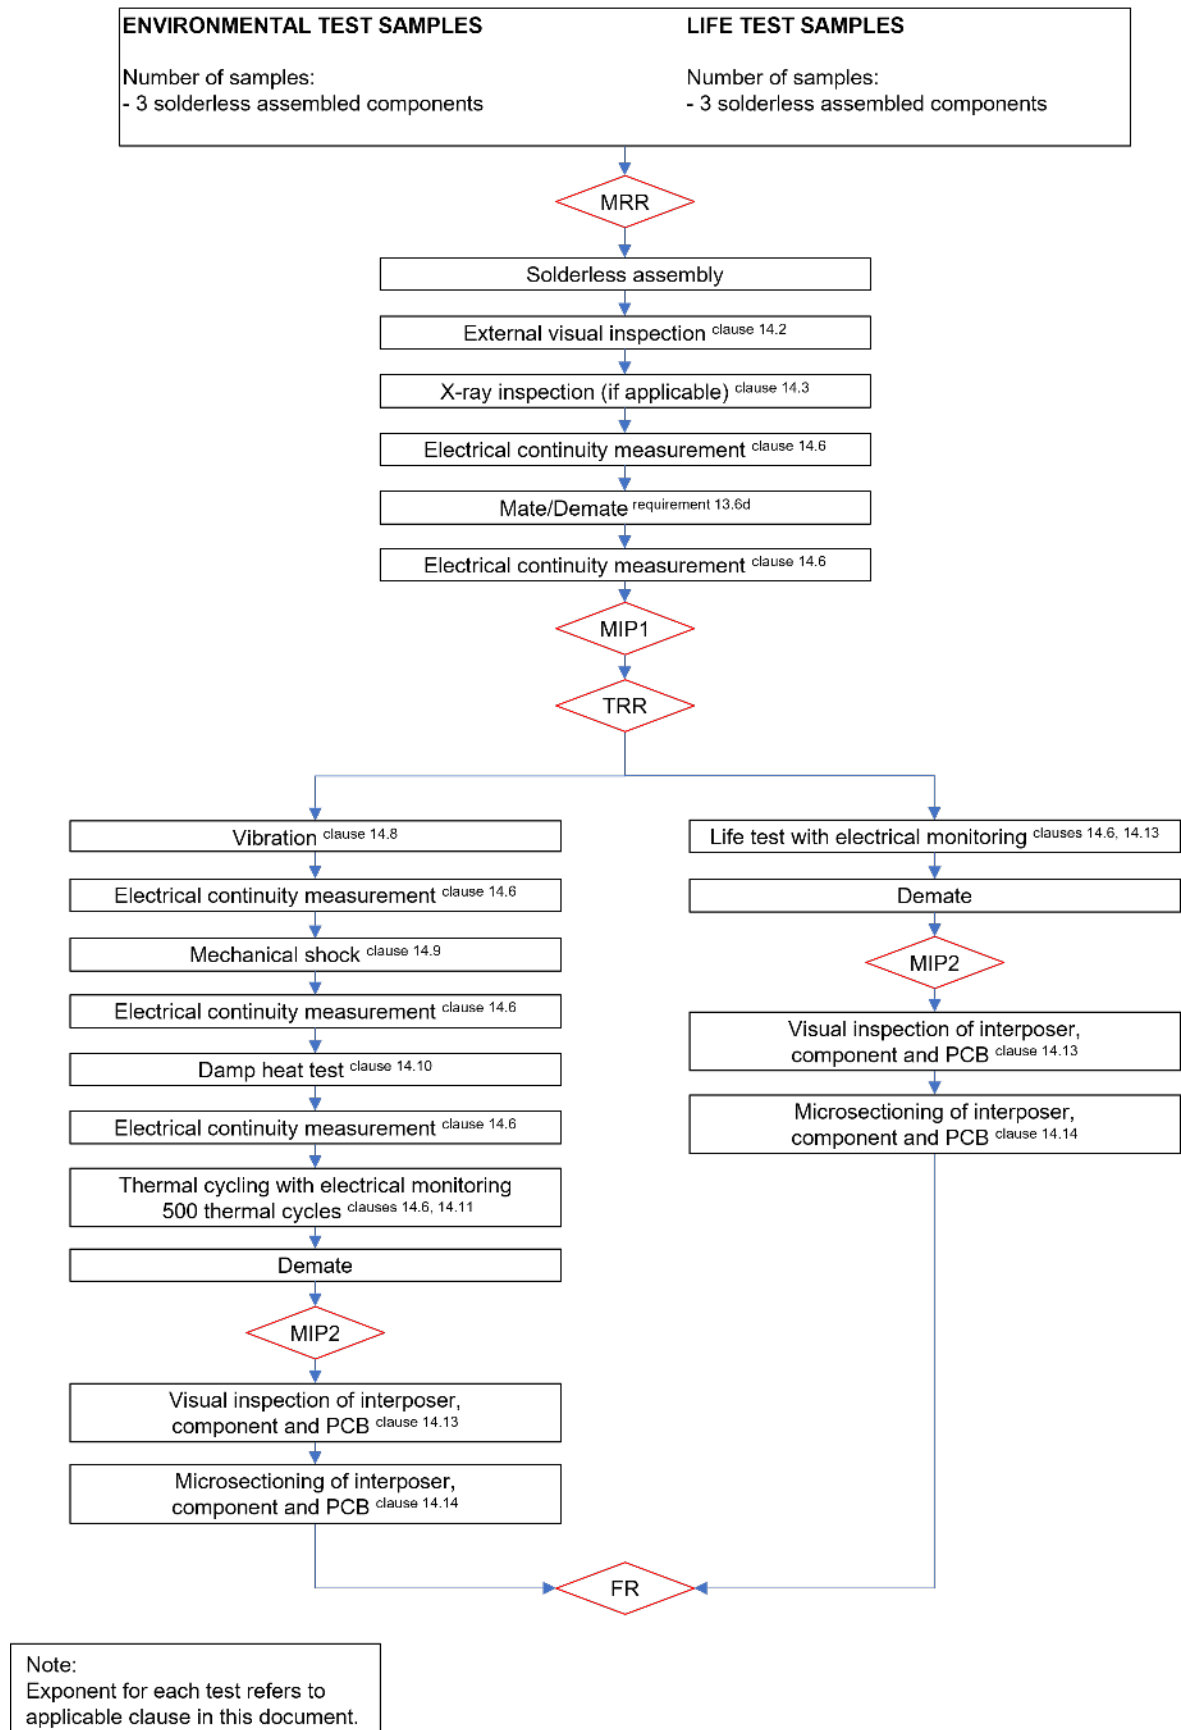 ENVIRONMENTAL TEST SAMPLES
Number of samples:
- 3 solderless assembled components
LIFE TEST SAMPLES
Number of samples:
- 3 solderless assembled components
MRR
Solderless assembly
External visual inspection clause 14.2
X-ray inspection (if applicable) clause 14.3
Electrical continuity measurement clause 14.6
Mate/Demate requirement 13.6d
Electrical continuity measurement clause 14.6
MIP1
TRR
Vibration clause 14.8
Electrical continuity measurement clause 14.6
Mechanical shock clause 14.9
Electrical continuity measurement clause 14.6
Damp heat test clause 14.10
Electrical continuity measurement clause 14.6
Thermal cycling with electrical monitoring
500 thermal cycles clauses 14.6, 14.11
Demate
MIP2
Visual inspection of interposer,
component and PCB clause 14.13
Microsectioning of interposer,
component and PCB clause 14.14
Life test with electrical monitoring clauses 14.6, 14.13
Demate
MIP2
Visual inspection of interposer,
component and PCB clause 14.13
Microsectioning of interposer,
component and PCB clause 14.14
FR
Note:
Exponent for each test refers to
applicable clause in this document.